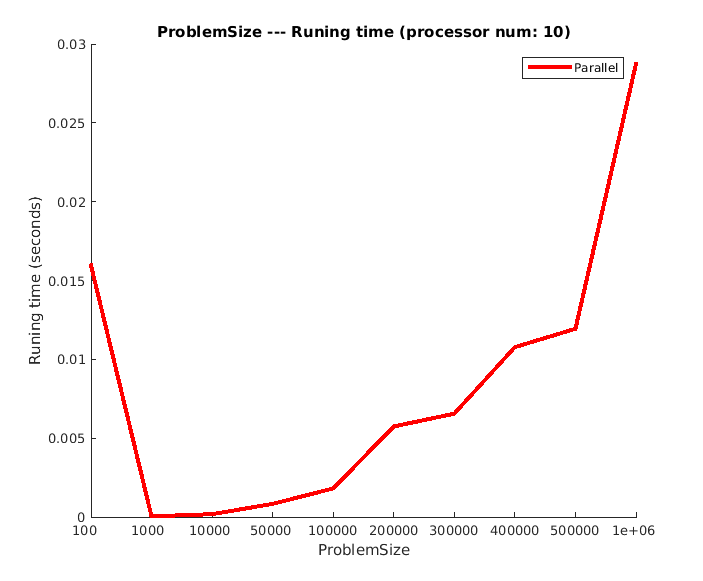 ProblemSize --- Runing time (processor num: 10)
Parallel
Runing time (seconds)
0.03
0.025
0.02
0.015
0.01
0.005
0
100 1000 10000 50000 100000 200000 300000 400000 500000 1e+06
ProblemSize